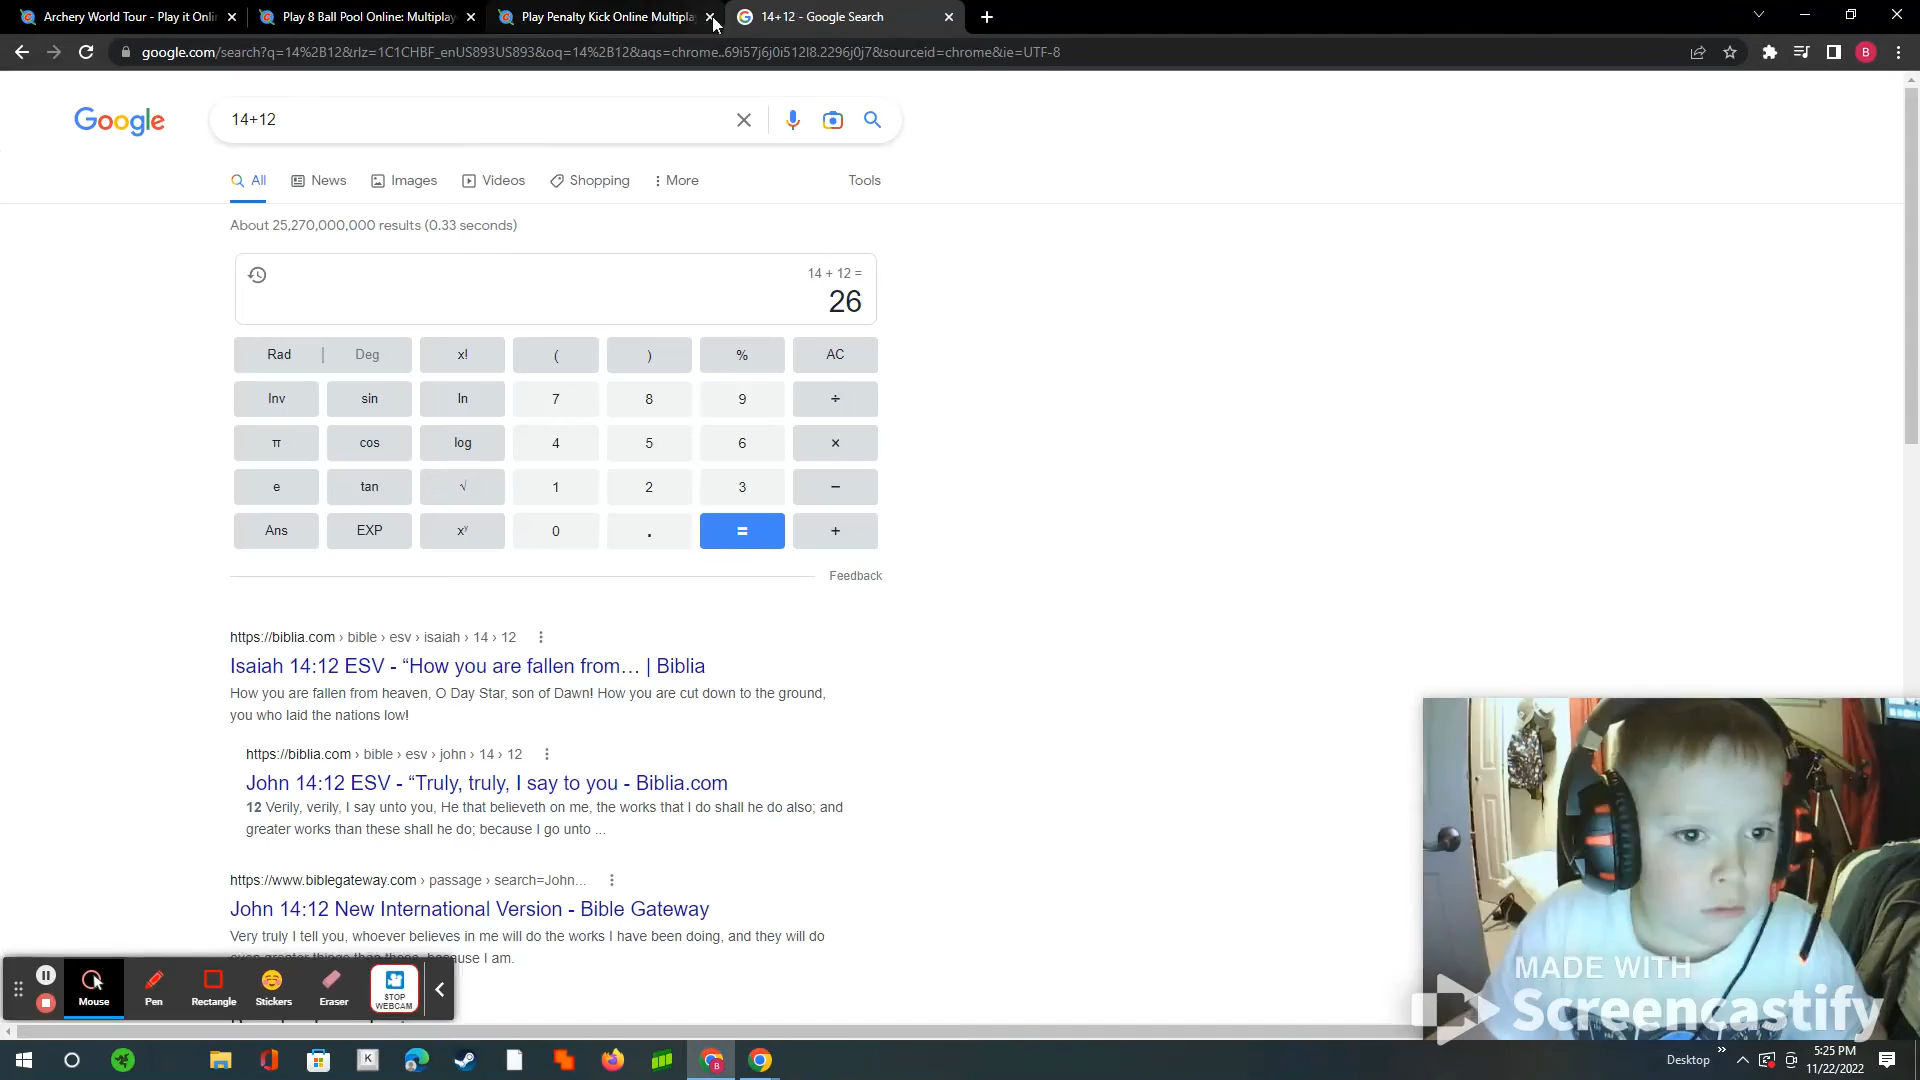 Archery World Tour - Play it Onli
Play 8 Ball Pool Online: Multiplay
Play Penalty Kick Online Multipla
14+12 - Google Search
google.com/search?q=14%2B12&rlz=1C1CHBF_enUS893US893&oq=14%2B12&aqs=chrome..69i57j6j0i512l8.2296j0j7&sourceid=chrome&ie=UTF-8
B
Google
14+12
All
News
Images
Videos
Shopping
More
Tools
About 25,270,000,000 results (0.33 seconds)
14 + 12 =
26
Rad | Deg x! ( ) % AC
Inv sin ln 7 8 9 ÷
π cos log 4 5 6 ×
e tan √ 1 2 3 −
Ans EXP xʸ 0 . = +
Feedback
https://biblia.com › bible › esv › isaiah › 14 › 12
Isaiah 14:12 ESV - “How you are fallen from… | Biblia
How you are fallen from heaven, O Day Star, son of Dawn! How you are cut down to the ground,
you who laid the nations low!
https://biblia.com › bible › esv › john › 14 › 12
John 14:12 ESV - “Truly, truly, I say to you - Biblia.com
12 Verily, verily, I say unto you, He that believeth on me, the works that I do shall he do also; and
greater works than these shall he do; because I go unto ...
https://www.biblegateway.com › passage › search=John...
John 14:12 New International Version - Bible Gateway
Very truly I tell you, whoever believes in me will do the works I have been doing, and they will do
because I am.
Mouse
Pen
Rectangle
Stickers
Eraser
STOP
WEBCAM
MADE WITH
Screencastify
K
B
Desktop
5:25 PM
11/22/2022